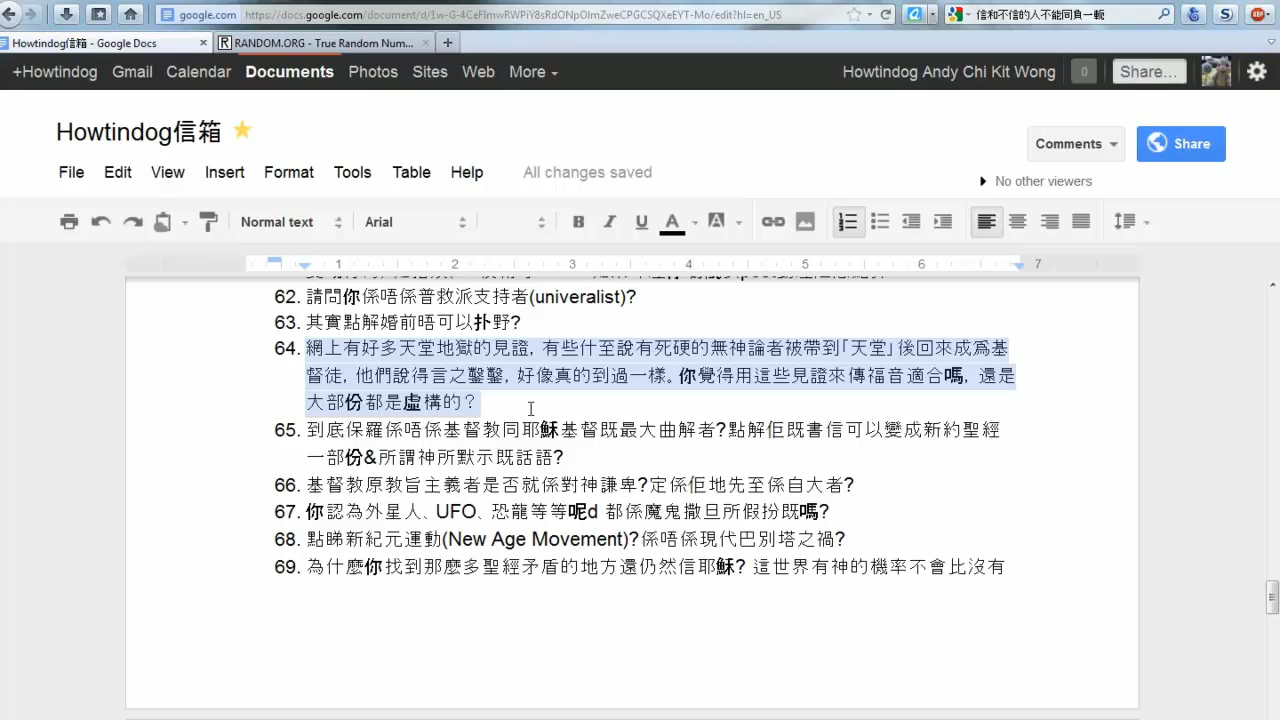 google.com https://docs.google.com/document/d/1w-G-4CeFlmwRWPiY8sRdONpOlmZweCPGCSQXeEYT-Mo/edit?hl=en_US
信和不信的人不能同負一軛
Howtindog信箱 - Google Docs
RANDOM.ORG - True Random Num...
+Howtindog Gmail Calendar Documents Photos Sites Web More
Howtindog Andy Chi Kit Wong 0 Share...
Howtindog信箱
Comments Share
File Edit View Insert Format Tools Table Help All changes saved
No other viewers
Normal text Arial B I U A A
1 2 3 4 5 6 7
62. 請問你係唔係普救派支持者(univeralist)?
63. 其實點解婚前唔可以扑野?
64. 網上有好多天堂地獄的見證, 有些什至說有死硬的無神論者被帶到「天堂」後回來成爲基
督徒, 他們說得言之鑿鑿, 好像真的到過一樣。你覺得用這些見證來傳福音適合嗎, 還是
大部份都是虛構的？
65. 到底保羅係唔係基督教同耶穌基督既最大曲解者?點解佢既書信可以變成新約聖經
一部份&所謂神所默示既話語?
66. 基督教原教旨主義者是否就係對神謙卑?定係佢地先至係自大者?
67. 你認為外星人、UFO、恐龍等等呢d 都係魔鬼撒旦所假扮既嗎?
68. 點睇新紀元運動(New Age Movement)?係唔係現代巴別塔之禍?
69. 為什麼你找到那麼多聖經矛盾的地方還仍然信耶穌? 這世界有神的機率不會比沒有